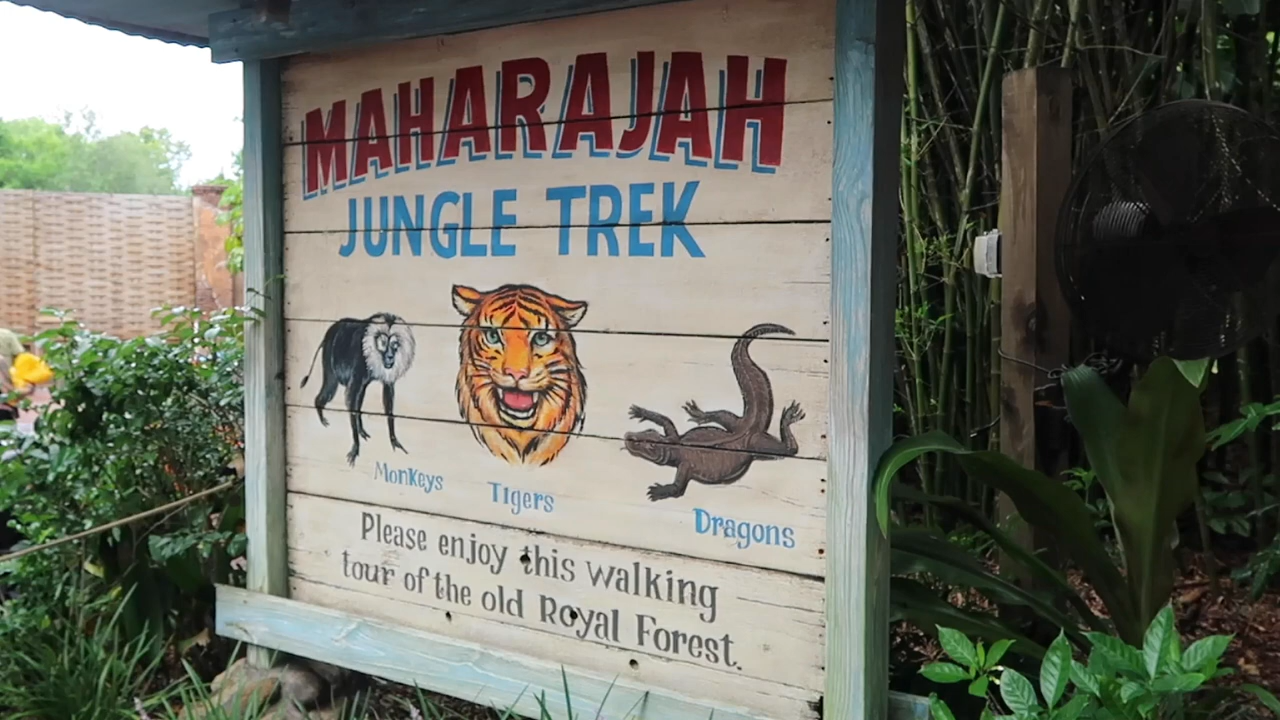 MAHARAJAH
JUNGLE TREK
Monkeys
Tigers
Dragons
Please enjoy this walking
tour of the old Royal Forest.